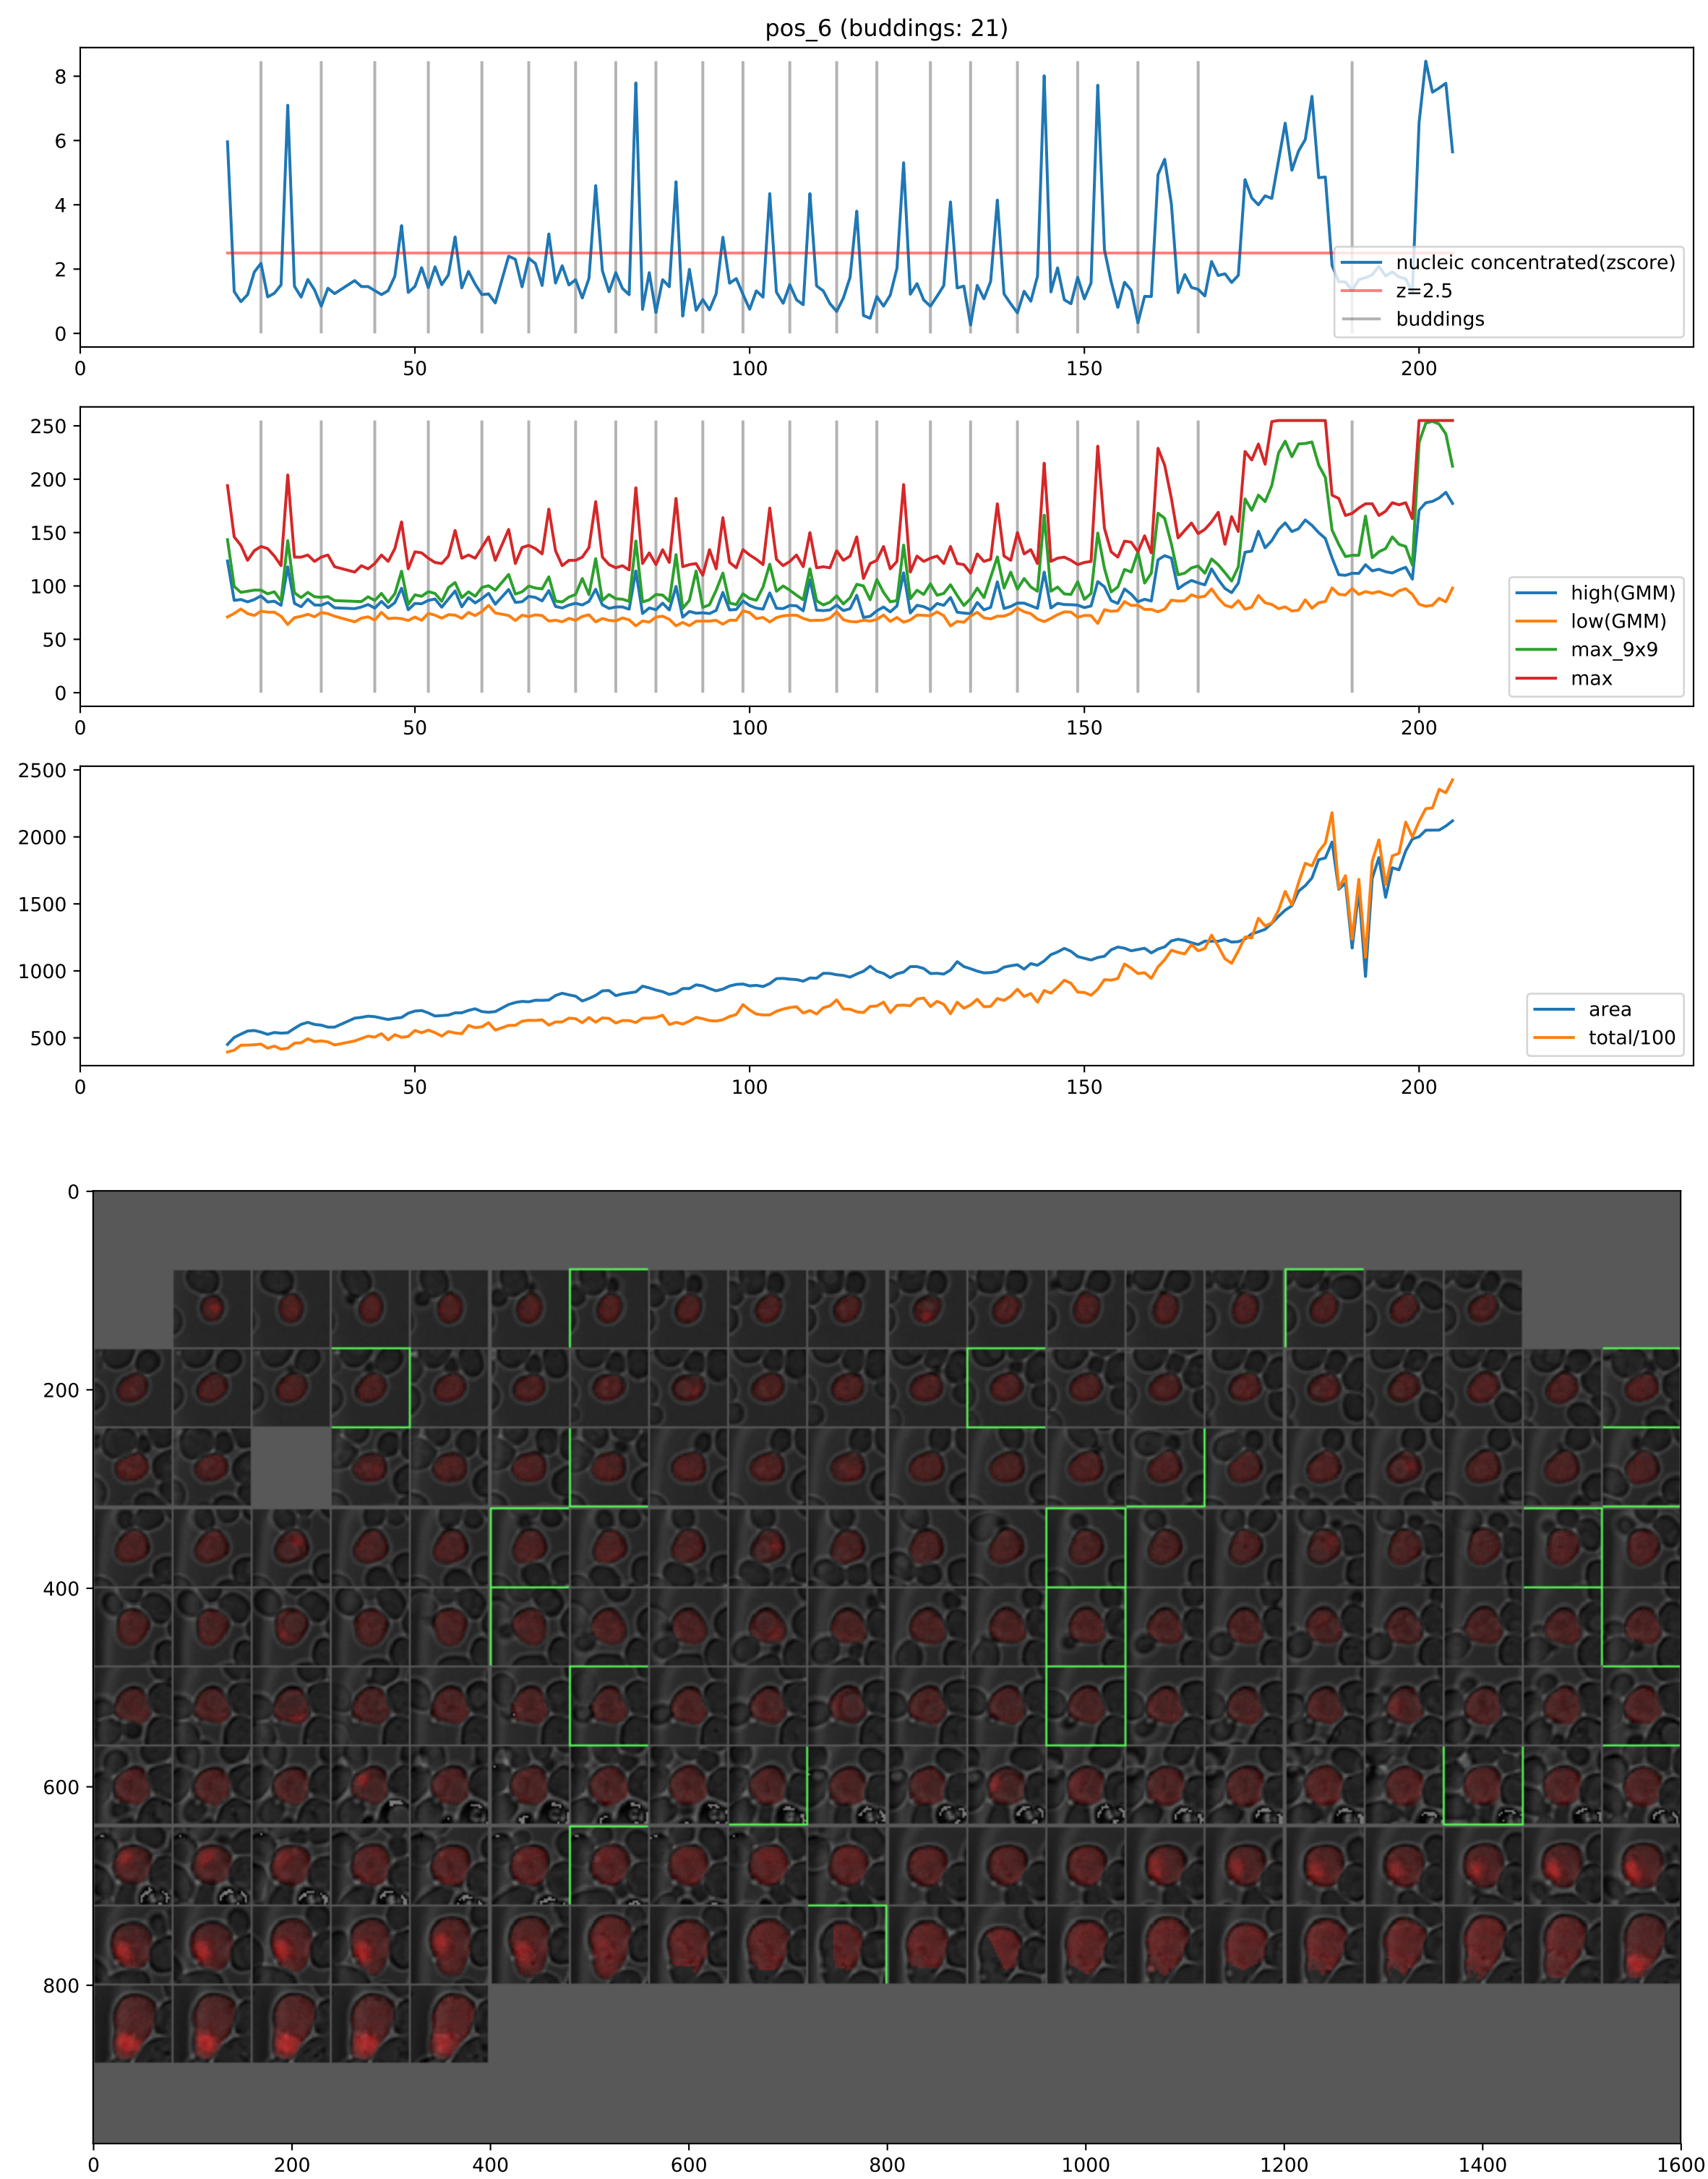 pos_6 (buddings: 21)
8
6
4
2
0
nucleic concentrated(zscore)
z=2.5
buddings
0 50 100 150 200
250
200
150
100
50
0
high(GMM)
low(GMM)
max_9x9
max
0 50 100 150 200
2500
2000
1500
1000
500
area
total/100
0 50 100 150 200
0
200
400
600
800
0 200 400 600 800 1000 1200 1400 1600